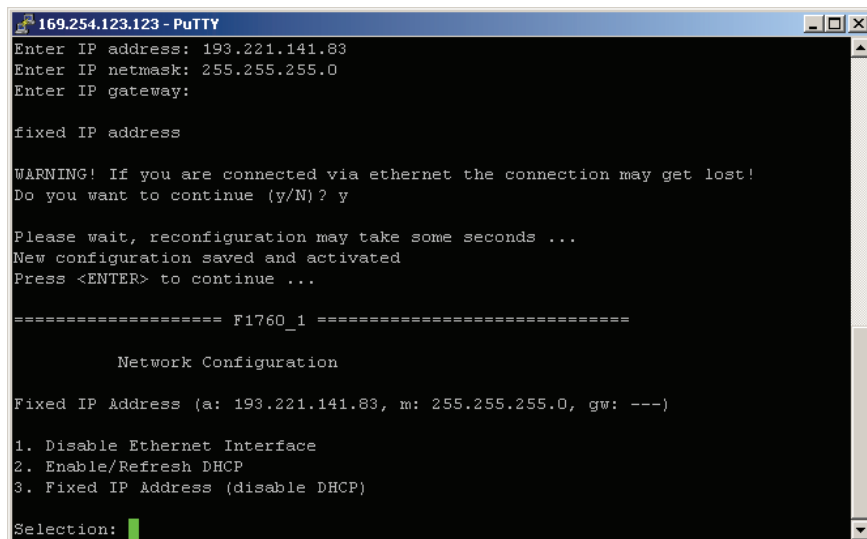 169.254.123.123 - PuTTY
Enter IP address: 193.221.141.83
Enter IP netmask: 255.255.255.0
Enter IP gateway:
fixed IP address
WARNING! If you are connected via ethernet the connection may get lost!
Do you want to continue (y/N)? y
Please wait, reconfiguration may take some seconds ...
New configuration saved and activated
Press <ENTER> to continue ...
==================== F1760_1 ==============================
Network Configuration
Fixed IP Address (a: 193.221.141.83, m: 255.255.255.0, gw: ---)
1. Disable Ethernet Interface
2. Enable/Refresh DHCP
3. Fixed IP Address (disable DHCP)
Selection: